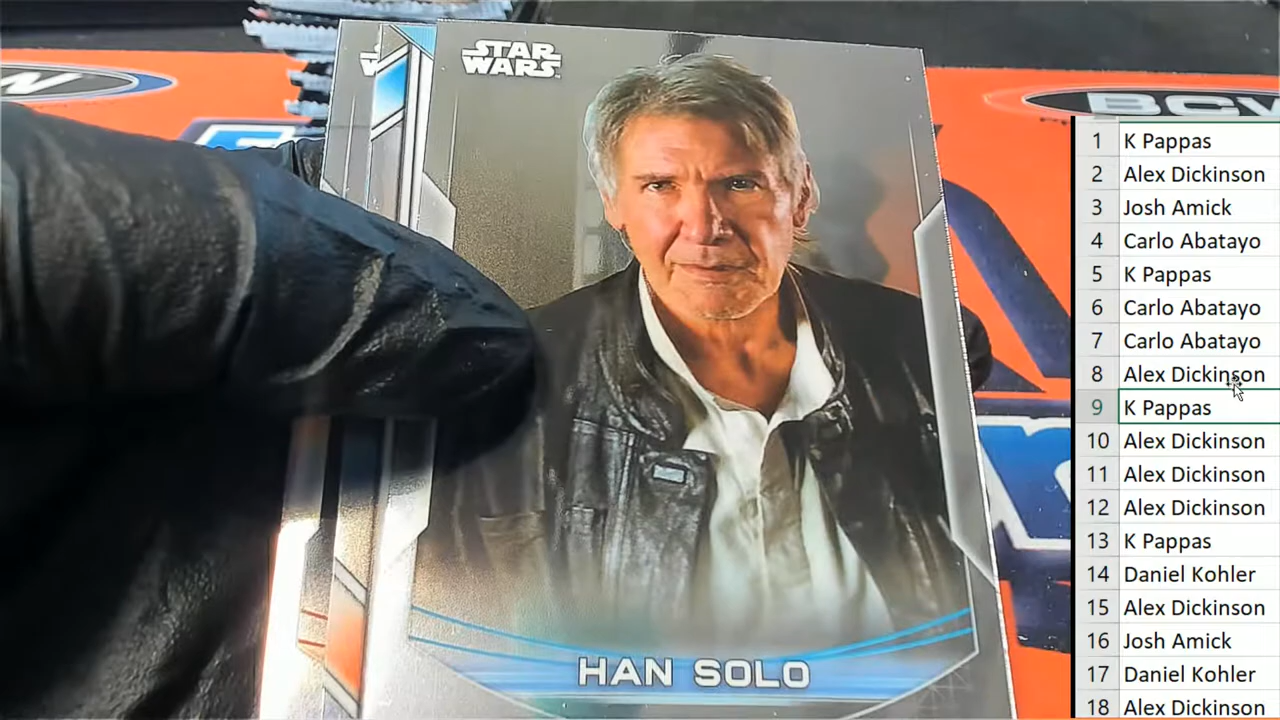 STAR
WARS
HAN SOLO
BCW
1 K Pappas
2 Alex Dickinson
3 Josh Amick
4 Carlo Abatayo
5 K Pappas
6 Carlo Abatayo
7 Carlo Abatayo
8 Alex Dickinson
9 K Pappas
10 Alex Dickinson
11 Alex Dickinson
12 Alex Dickinson
13 K Pappas
14 Daniel Kohler
15 Alex Dickinson
16 Josh Amick
17 Daniel Kohler
18 Alex Dickinson